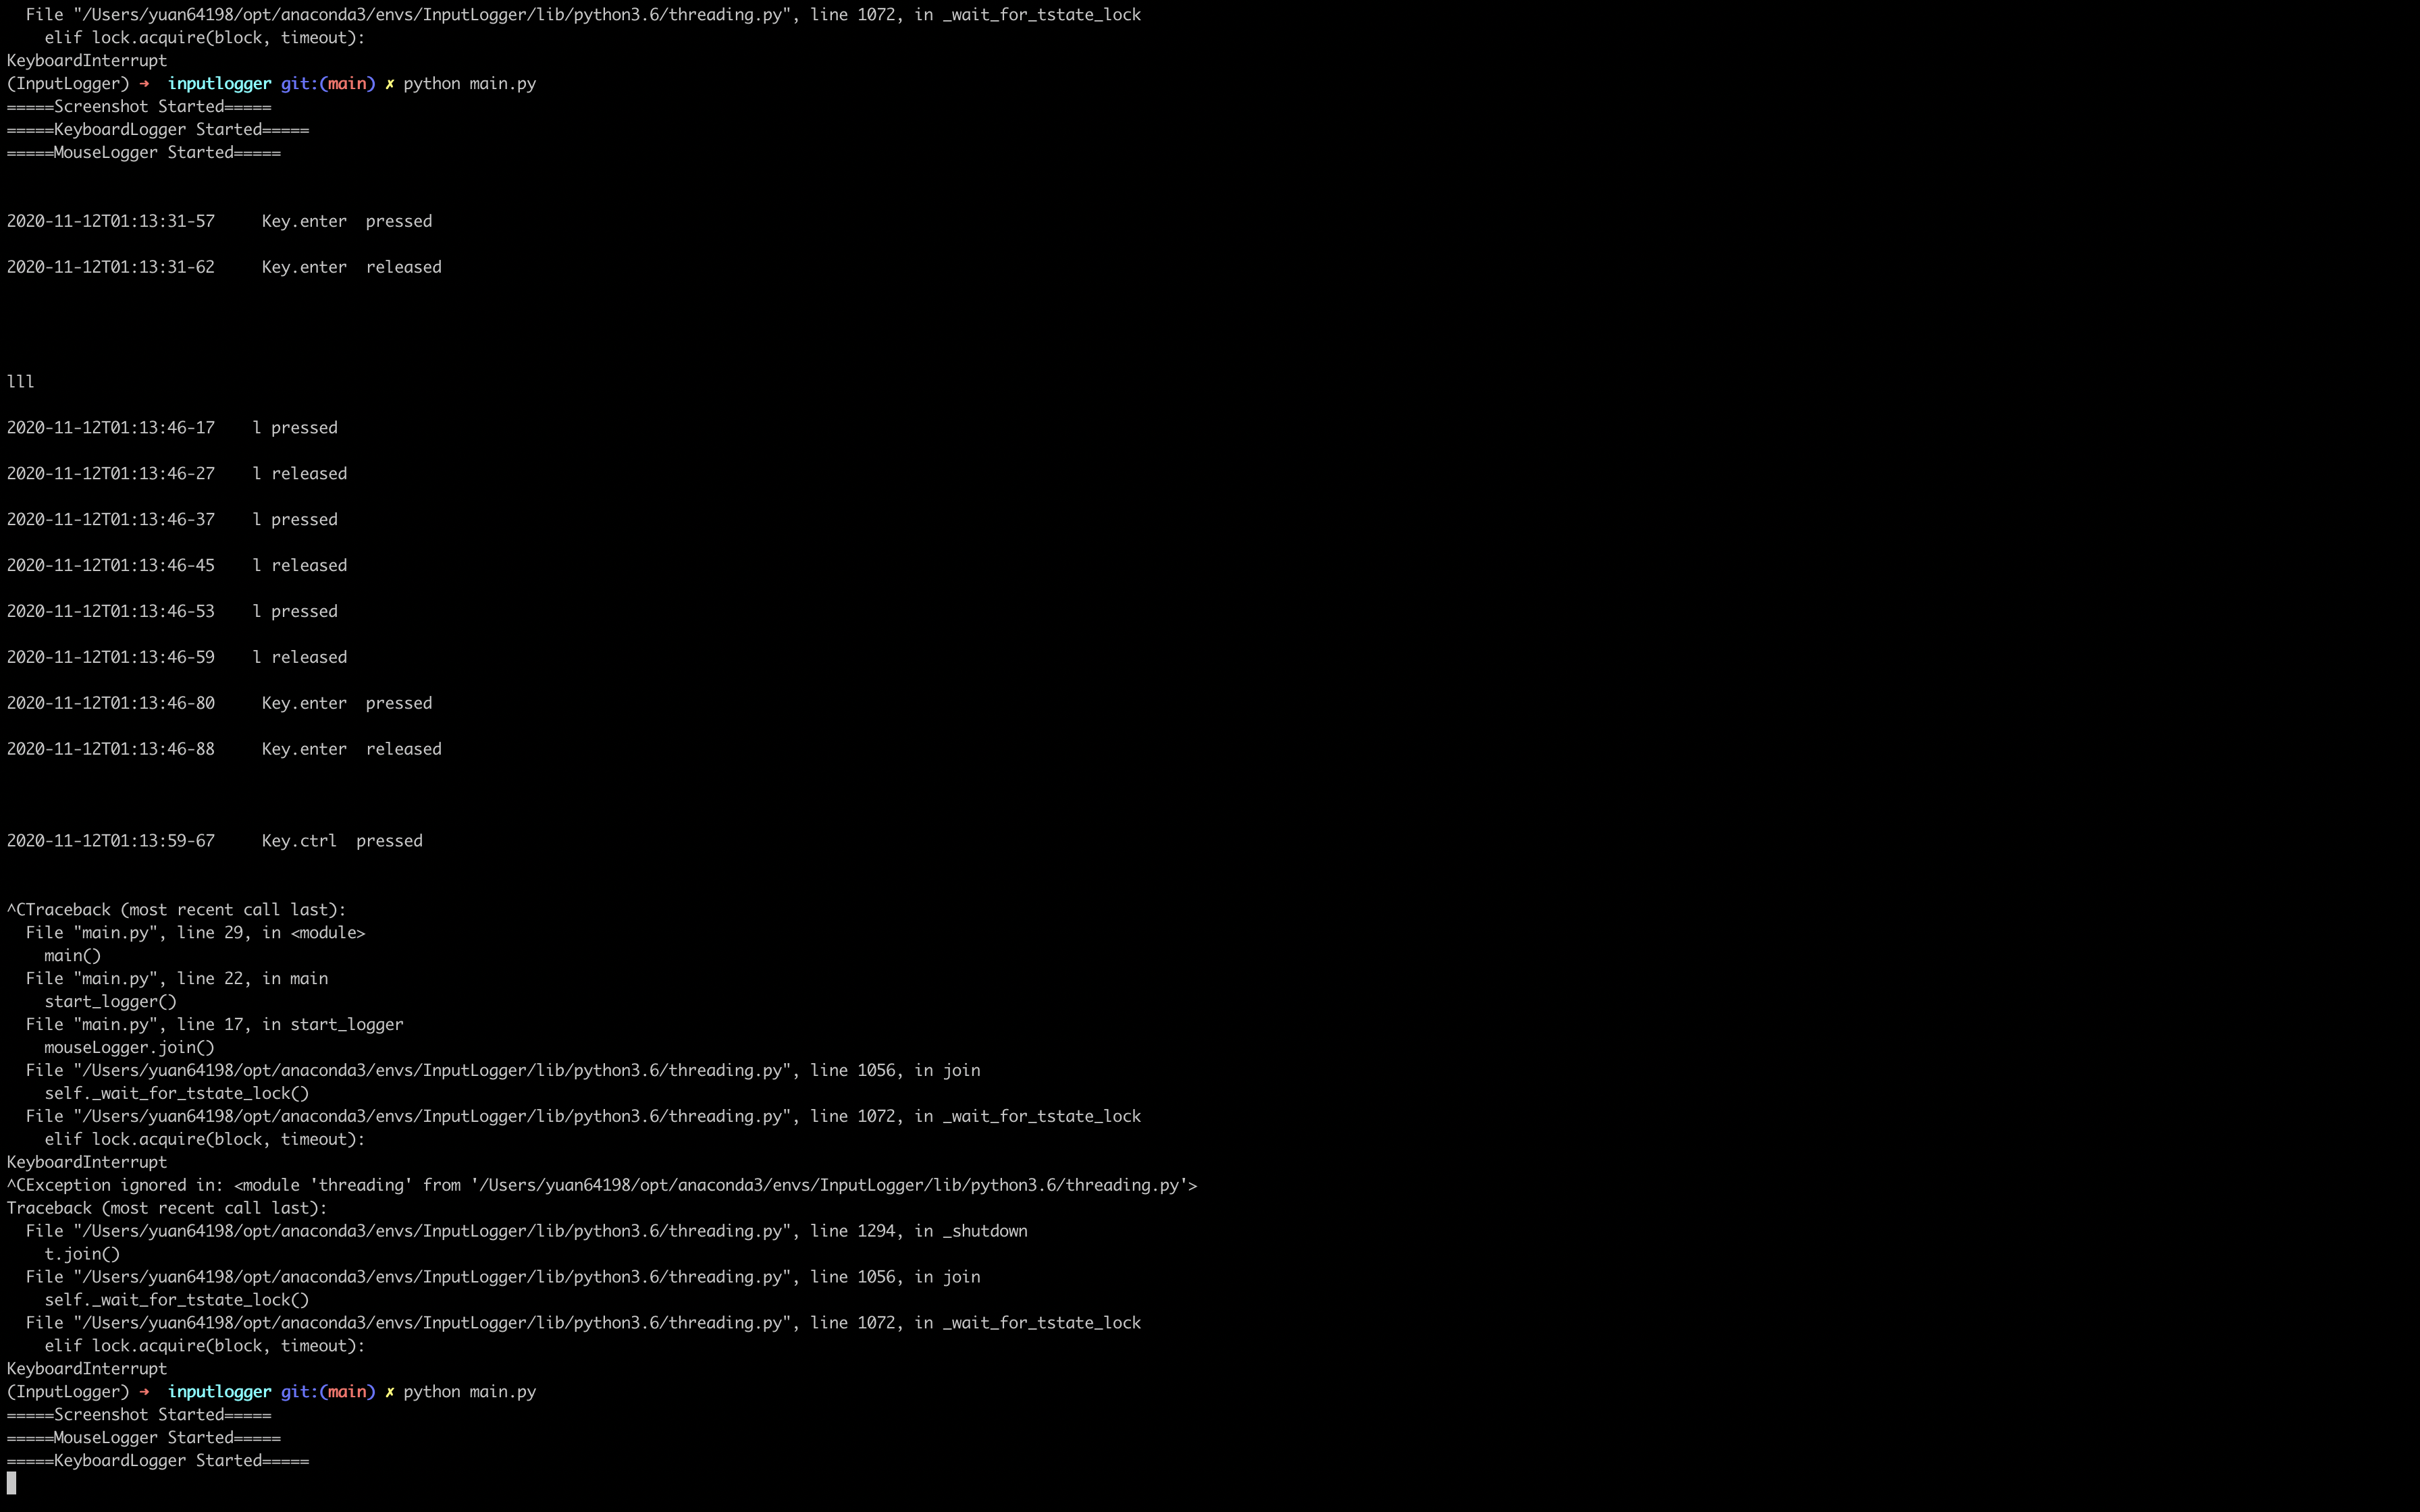 File "/Users/yuan64198/opt/anaconda3/envs/InputLogger/lib/python3.6/threading.py", line 1072, in _wait_for_tstate_lock
    elif lock.acquire(block, timeout):
KeyboardInterrupt
(InputLogger) ➜  inputlogger git:(main) ✗ python main.py
=====Screenshot Started=====
=====KeyboardLogger Started=====
=====MouseLogger Started=====
2020-11-12T01:13:31-57     Key.enter  pressed
2020-11-12T01:13:31-62     Key.enter  released
lll
2020-11-12T01:13:46-17    l pressed
2020-11-12T01:13:46-27    l released
2020-11-12T01:13:46-37    l pressed
2020-11-12T01:13:46-45    l released
2020-11-12T01:13:46-53    l pressed
2020-11-12T01:13:46-59    l released
2020-11-12T01:13:46-80     Key.enter  pressed
2020-11-12T01:13:46-88     Key.enter  released
2020-11-12T01:13:59-67     Key.ctrl  pressed
^CTraceback (most recent call last):
  File "main.py", line 29, in <module>
    main()
  File "main.py", line 22, in main
    start_logger()
  File "main.py", line 17, in start_logger
    mouseLogger.join()
  File "/Users/yuan64198/opt/anaconda3/envs/InputLogger/lib/python3.6/threading.py", line 1056, in join
    self._wait_for_tstate_lock()
  File "/Users/yuan64198/opt/anaconda3/envs/InputLogger/lib/python3.6/threading.py", line 1072, in _wait_for_tstate_lock
    elif lock.acquire(block, timeout):
KeyboardInterrupt
^CException ignored in: <module 'threading' from '/Users/yuan64198/opt/anaconda3/envs/InputLogger/lib/python3.6/threading.py'>
Traceback (most recent call last):
  File "/Users/yuan64198/opt/anaconda3/envs/InputLogger/lib/python3.6/threading.py", line 1294, in _shutdown
    t.join()
  File "/Users/yuan64198/opt/anaconda3/envs/InputLogger/lib/python3.6/threading.py", line 1056, in join
    self._wait_for_tstate_lock()
  File "/Users/yuan64198/opt/anaconda3/envs/InputLogger/lib/python3.6/threading.py", line 1072, in _wait_for_tstate_lock
    elif lock.acquire(block, timeout):
KeyboardInterrupt
(InputLogger) ➜  inputlogger git:(main) ✗ python main.py
=====Screenshot Started=====
=====MouseLogger Started=====
=====KeyboardLogger Started=====